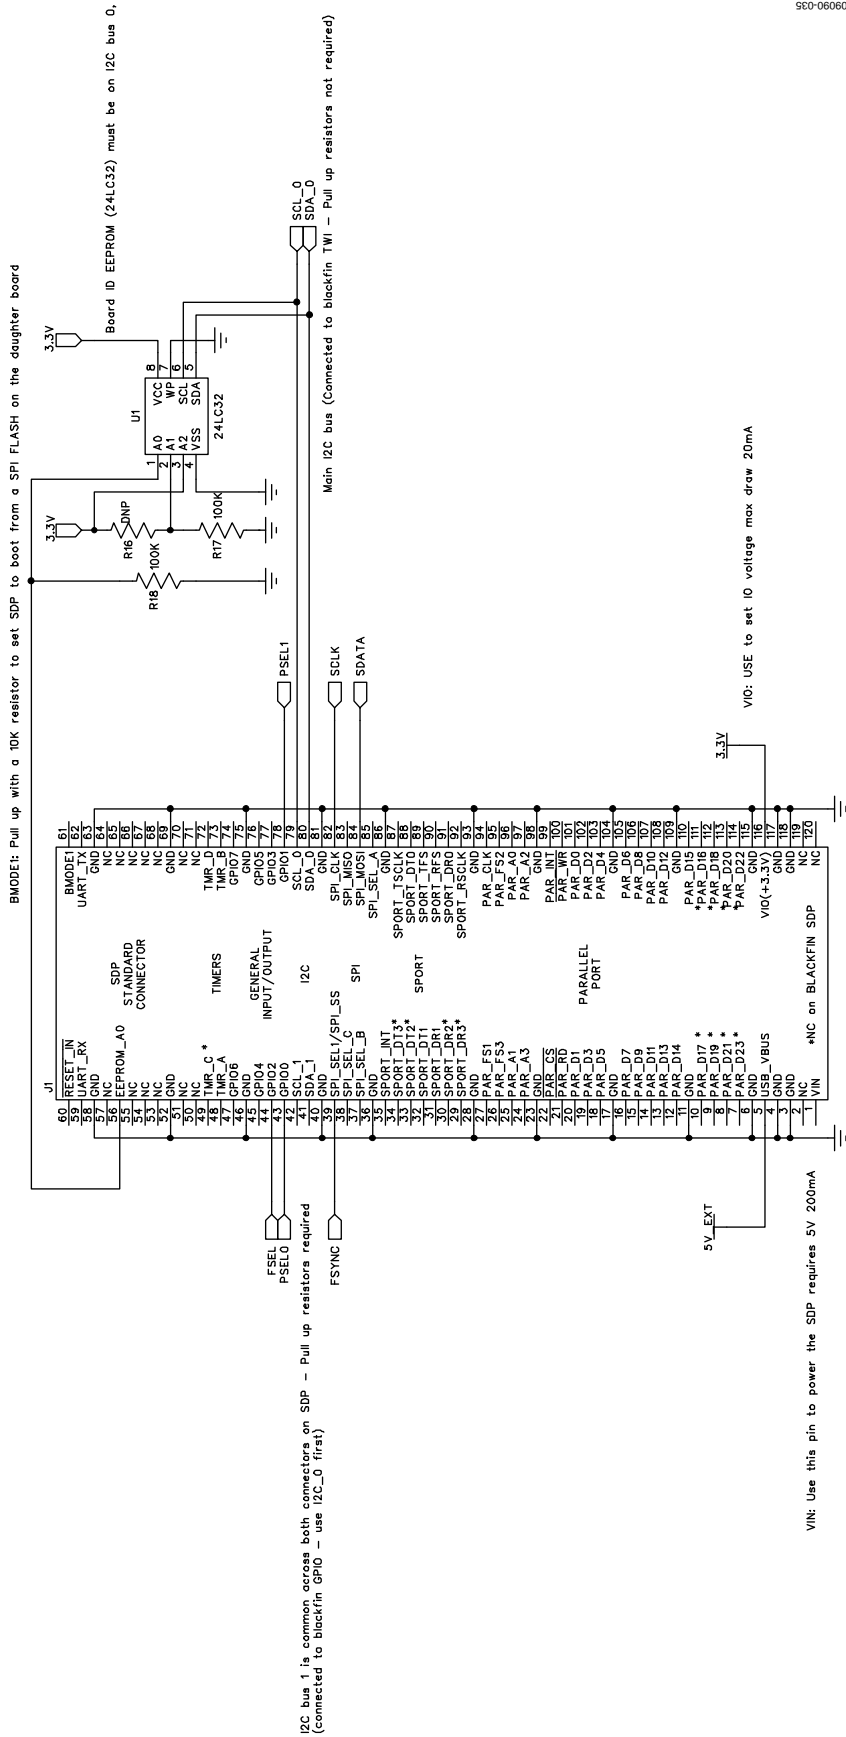 BMODE1: Pull up with a 10K resistor to set SDP to boot from a SPI FLASH on the daughter board
Board ID EEPROM (24LC32) must be on I2C bus 0,
Main I2C bus (Connected to blackfin TWI – Pull up resistors not required)
3.3V
3.3V
R16
DNP
R17
100K
R18
100K
U1
24LC32
1 A0
2 A1
3 A2
4 VSS
VCC 8
WP 7
SCL 6
SDA 5
SCL_0
SDA_0
PSEL1
SCLK
SDATA
3.3V
VIO: USE to set IO voltage max draw 20mA
J1
SDP
STANDARD
CONNECTOR
TIMERS
GENERAL
INPUT/OUTPUT
I2C
SPI
SPORT
PARALLEL
PORT
*NC on BLACKFIN SDP
60 RESET_IN
59 UART_RX
58 GND
57 NC
56 EEPROM_A0
55 NC
54 NC
53 NC
52 NC
51 GND
50 NC
49 NC
48 TMR_C *
47 TMR_A
46 GPIO6
45 GND
44 GPIO4
43 GPIO2
42 GPIO0
41 SCL_1
40 SDA_1
39 GND
38 SPI_SEL1/SPI_SS
37 SPI_SEL_C
36 SPI_SEL_B
35 GND
34 SPORT_INT
33 SPORT_DT3*
32 SPORT_DT2*
31 SPORT_DT1
30 SPORT_DR1
29 SPORT_DR2*
28 SPORT_DR3*
27 GND
26 PAR_FS1
25 PAR_FS3
24 PAR_A1
23 PAR_A3
22 GND
21 PAR_CS
20 PAR_RD
19 PAR_D1
18 PAR_D3
17 PAR_D5
16 GND
15 PAR_D7
14 PAR_D9
13 PAR_D11
12 PAR_D13
11 PAR_D14
10 GND
9 PAR_D17 *
8 PAR_D19 *
7 PAR_D21 *
6 PAR_D23 *
5 GND
4 USB_VBUS
3 GND
2 GND
1 NC
VIN
BMODE1 61
UART_TX 62
GND 63
NC 64
NC 65
NC 66
NC 67
NC 68
GND 69
NC 70
NC 71
TMR_D 72
TMR_B 73
GPIO7 74
GND 75
GPIO5 76
GPIO3 77
GPIO1 78
SCL_0 79
SDA_0 80
GND 81
SPI_CLK 82
SPI_MISO 83
SPI_MOSI 84
SPI_SEL_A 85
GND 86
SPORT_TSCLK 87
SPORT_DT0 88
SPORT_TFS 89
SPORT_RFS 90
SPORT_DR0 91
SPORT_RSCLK 92
GND 93
PAR_CLK 94
PAR_FS2 95
PAR_A0 96
PAR_A2 97
GND 98
PAR_INT 99
PAR_WR 100
PAR_D0 101
PAR_D2 102
PAR_D4 103
GND 104
PAR_D6 105
PAR_D8 106
PAR_D10 107
PAR_D12 108
GND 109
PAR_D15 110
*PAR_D16 111
*PAR_D18 112
*PAR_D20 113
*PAR_D22 114
GND 115
VIO(+3.3V) 116
GND 117
GND 118
NC 119
NC 120
FSEL
PSEL0
FSYNC
5V_EXT
I2C bus 1 is common across both connectors on SDP – Pull up resistors required
(connected to blackfin GPIO – use I2C_0 first)
VIN: Use this pin to power the SDP requires 5V 200mA
09090-035